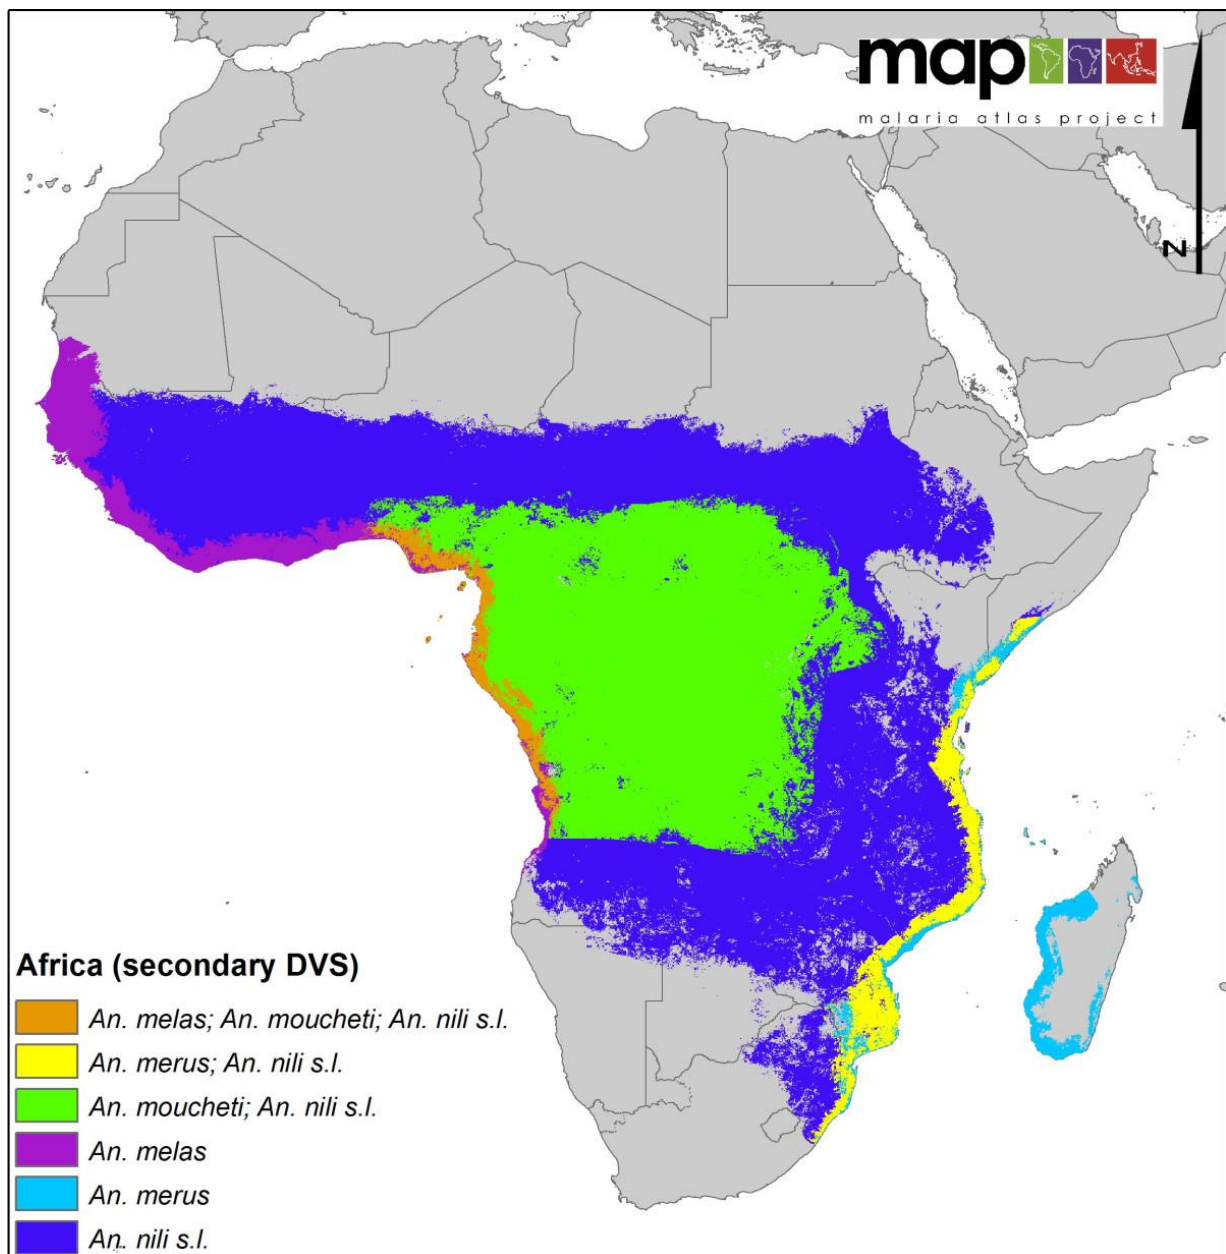 map
malaria atlas project
N
Africa (secondary DVS)
An. melas; An. moucheti; An. nili s.l.
An. merus; An. nili s.l.
An. moucheti; An. nili s.l.
An. melas
An. merus
An. nili s.l.